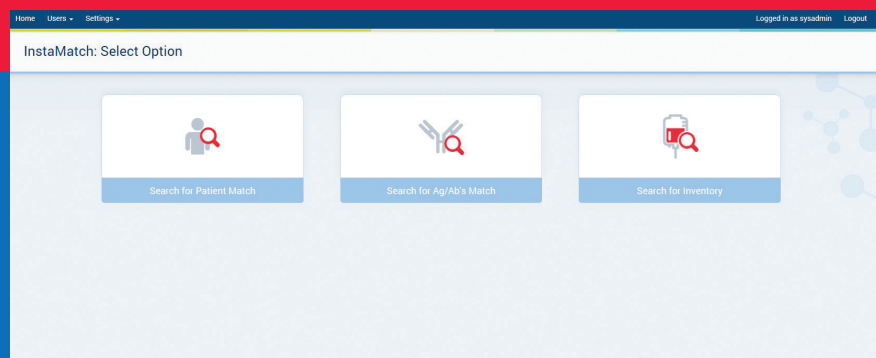 Home Users Settings Logged in as sysadmin Logout
InstaMatch: Select Option
Search for Patient Match Search for Ag/Ab's Match Search for Inventory